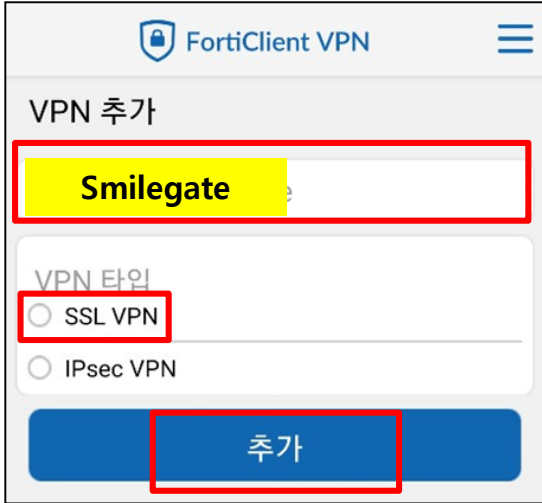 FortiClient VPN
VPN 추가
Smilegate
VPN 타입
SSL VPN
IPsec VPN
추가